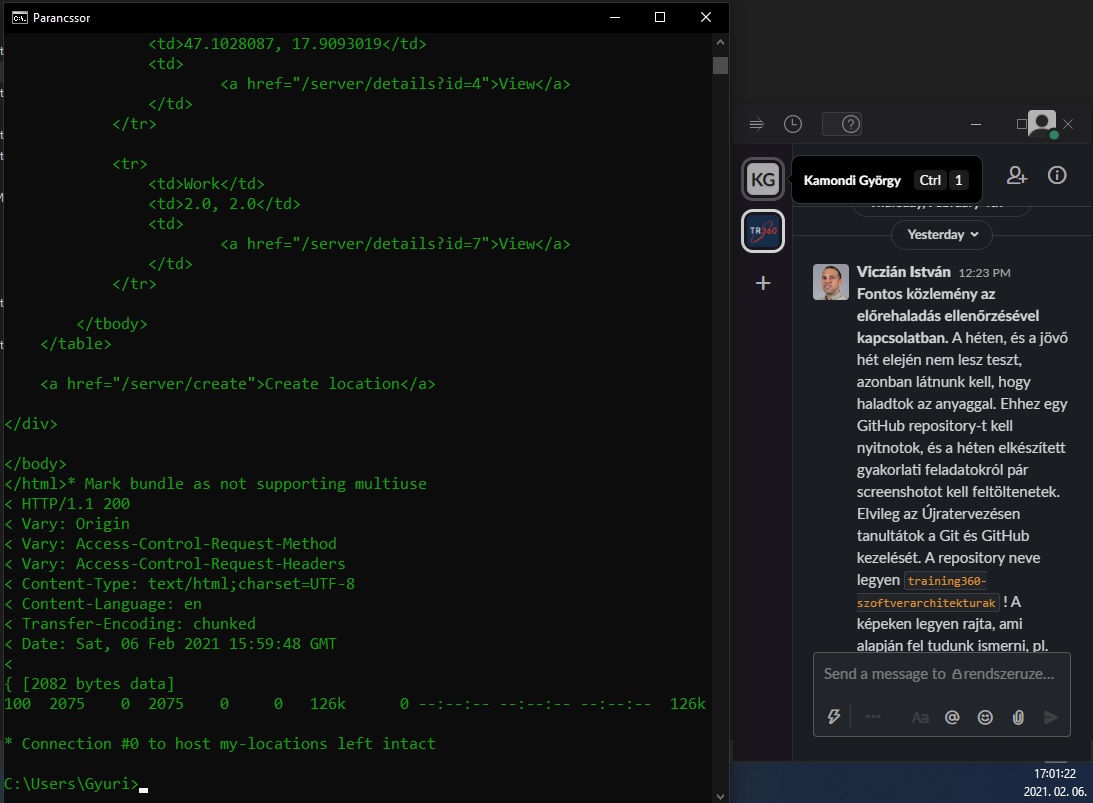 Parancssor
<td>47.1028087, 17.9093019</td>
<td>
<a href="/server/details?id=4">View</a>
</td>
</tr>
<tr>
<td>Work</td>
<td>2.0, 2.0</td>
<td>
<a href="/server/details?id=7">View</a>
</td>
</tr>
</tbody>
</table>
<a href="/server/create">Create location</a>
</div>
</body>
</html>* Mark bundle as not supporting multiuse
< HTTP/1.1 200
< Vary: Origin
< Vary: Access-Control-Request-Method
< Vary: Access-Control-Request-Headers
< Content-Type: text/html;charset=UTF-8
< Content-Language: en
< Transfer-Encoding: chunked
< Date: Sat, 06 Feb 2021 15:59:48 GMT
<
{ [2082 bytes data]
100  2075    0  2075    0     0   126k      0 --:--:-- --:--:-- --:--:--  126k
* Connection #0 to host my-locations left intact
C:\Users\Gyuri>
KG
Kamondi György Ctrl 1
TR360
Yesterday
Viczián István 12:23 PM
Fontos közlemény az
előrehaladás ellenőrzésével
kapcsolatban. A héten, és a jövő
hét elején nem lesz teszt,
azonban látnunk kell, hogy
haladtok az anyaggal. Ehhez egy
GitHub repository-t kell
nyitnotok, és a héten elkészített
gyakorlati feladatokról pár
screenshotot kell feltöltenetek.
Elvileg az Újratervezésen
tanultátok a Git és GitHub
kezelését. A repository neve
legyen training360-
szoftverarchitekturak ! A
képeken legyen rajta, ami
alapján fel tudunk ismerni, pl.
Send a message to rendszeruze...
Aa @
17:01:22
2021. 02. 06.